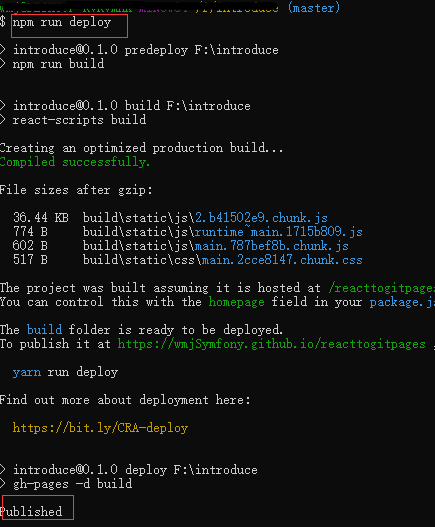 (master)
$ npm run deploy
> introduce@0.1.0 predeploy F:\introduce
> npm run build
> introduce@0.1.0 build F:\introduce
> react-scripts build
Creating an optimized production build...
Compiled successfully.
File sizes after gzip:
36.44 KB  build\static\js\2.b41502e9.chunk.js
774 B  build\static\js\runtime~main.1715b809.js
602 B  build\static\js\main.787bef8b.chunk.js
517 B  build\static\css\main.2cce8147.chunk.css
The project was built assuming it is hosted at /reacttogitpages
You can control this with the homepage field in your package.js
The build folder is ready to be deployed.
To publish it at https://wmjSymfony.github.io/reacttogitpages ,
yarn run deploy
Find out more about deployment here:
https://bit.ly/CRA-deploy
> introduce@0.1.0 deploy F:\introduce
> gh-pages -d build
Published